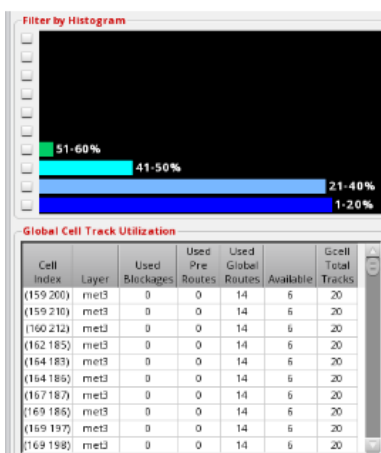 Filter by Histogram
51-60%
41-50%
21-40%
1-20%
Global Cell Track Utilization
Cell Index Layer Used Blockages Used Pre Routes Used Global Routes Available Gcell Total Tracks
(159 200) met3 0 0 14 6 20
(159 210) met3 0 0 14 6 20
(160 212) met3 0 0 14 6 20
(162 185) met3 0 0 14 6 20
(164 183) met3 0 0 14 6 20
(164 186) met3 0 0 14 6 20
(167 187) met3 0 0 14 6 20
(169 186) met3 0 0 14 6 20
(169 197) met3 0 0 14 6 20
(169 198) met3 0 0 14 6 20